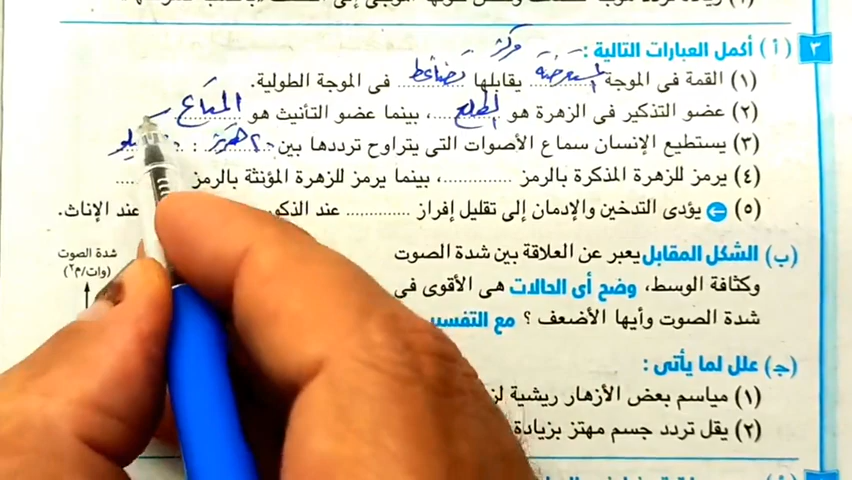 ٣ (أ) أكمل العبارات التالية :
مركز
(١) القمة فى الموجة المستعرضة يقابلها تضاغط فى الموجة الطولية.
(٢) عضو التذكير فى الزهرة هو الطلع ، بينما عضو التأنيث هو المتاع
(٣) يستطيع الإنسان سماع الأصوات التى يتراوح ترددها بين ٢٠ هرتز :
(٤) يرمز للزهرة المذكرة بالرمز ............. ، بينما يرمز للزهرة المؤنثة بالرمز ......
(٥) يؤدى التدخين والإدمان إلى تقليل إفراز ............. عند الذكور عند الإناث.
(ب) الشكل المقابل يعبر عن العلاقة بين شدة الصوت
وكثافة الوسط، وضح أى الحالات هى الأقوى فى
شدة الصوت وأيها الأضعف ؟ مع التفسير
شدة الصوت
(وات/م٢)
(جـ) علل لما يأتى :
(١) مياسم بعض الأزهار ريشية
(٢) يقل تردد جسم مهتز بزيادة